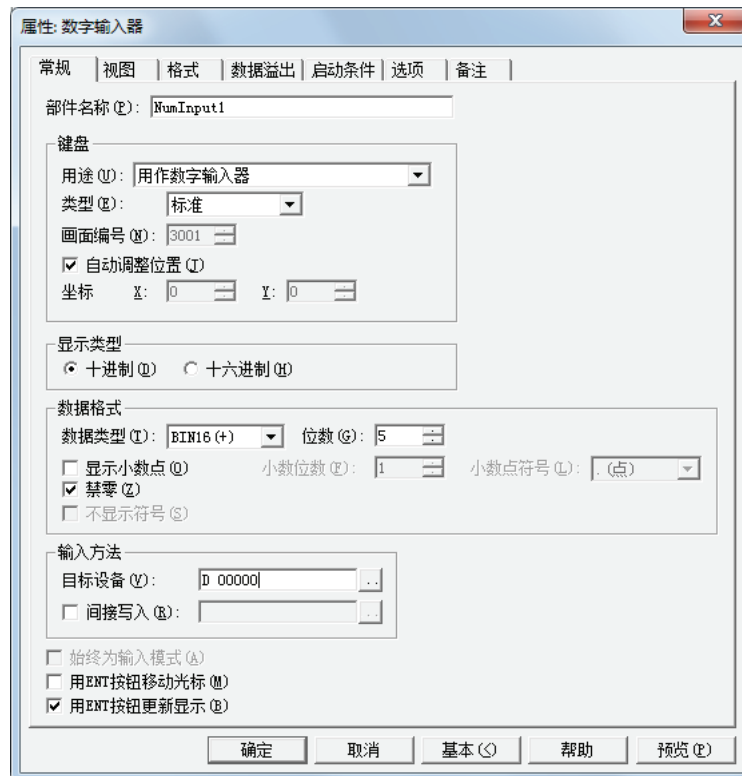 属性: 数字输入器
常规 视图 格式 数据溢出 启动条件 选项 备注
部件名称(P): NumInput1
键盘
用途(U): 用作数字输入器
类型(E): 标准
画面编号(N): 3001
自动调整位置(J)
坐标 X: 0 Y: 0
显示类型
十进制(D) 十六进制(H)
数据格式
数据类型(T): BIN16(+) 位数(G): 5
显示小数点(O) 小数位数(F): 1 小数点符号(L): . (点)
禁零(Z)
不显示符号(S)
输入方法
目标设备(V): D 00000 ..
间接写入(R): ..
始终为输入模式(A)
用ENT按钮移动光标(M)
用ENT按钮更新显示(B)
确定 取消 基本(<) 帮助 预览(P)